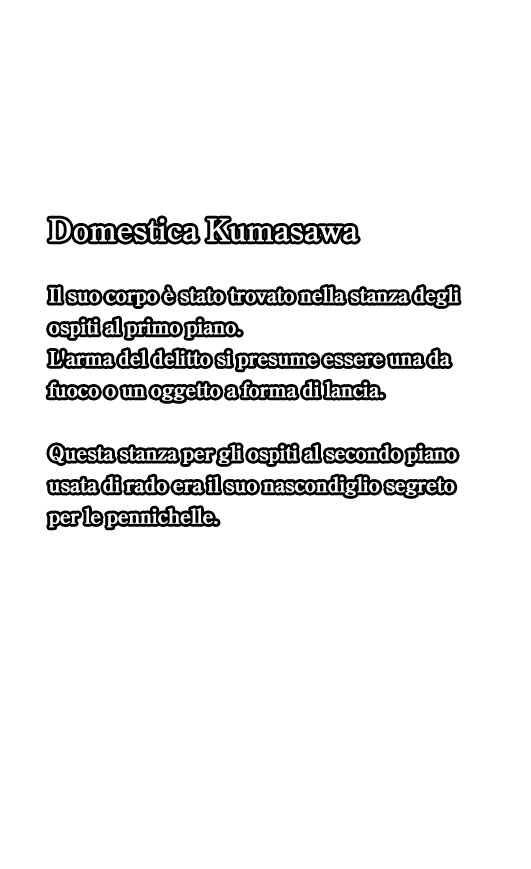 Domestica Kumasawa
Il suo corpo è stato trovato nella stanza degli
ospiti al primo piano.
L'arma del delitto si presume essere una da
fuoco o un oggetto a forma di lancia.
Questa stanza per gli ospiti al secondo piano
usata di rado era il suo nascondiglio segreto
per le pennichelle.